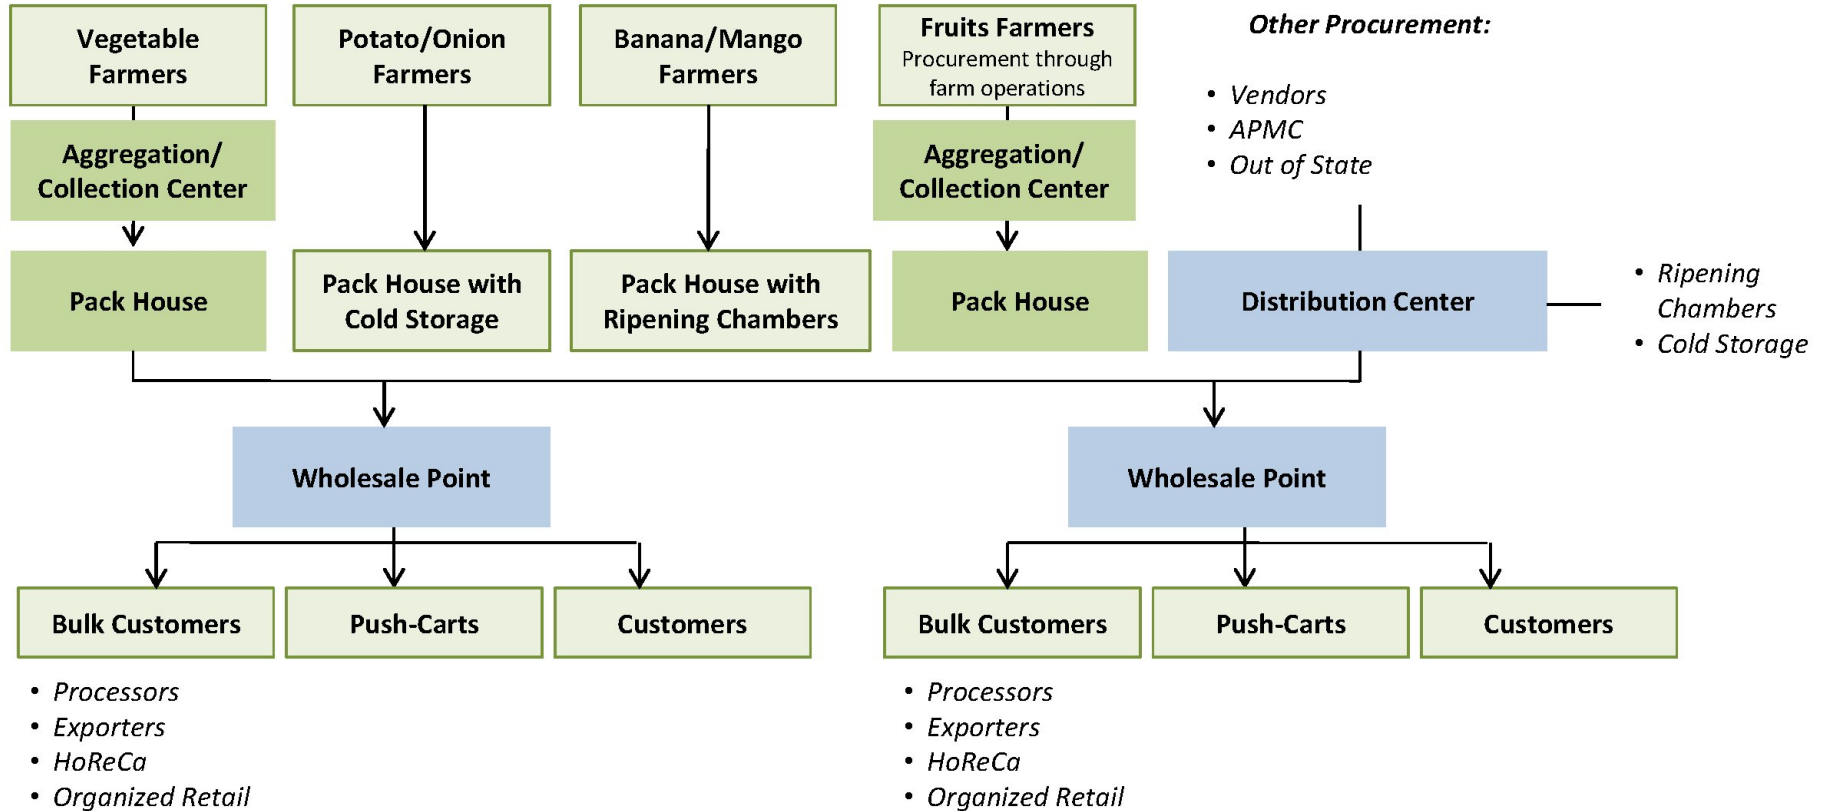 Vegetable
Farmers
Potato/Onion
Farmers
Banana/Mango
Farmers
Fruits Farmers
Procurement through
farm operations
Other Procurement:
• Vendors
• APMC
• Out of State
Aggregation/
Collection Center
Aggregation/
Collection Center
Pack House
Pack House with
Cold Storage
Pack House with
Ripening Chambers
Pack House
Distribution Center
• Ripening
Chambers
• Cold Storage
Wholesale Point
Wholesale Point
Bulk Customers
Push-Carts
Customers
Bulk Customers
Push-Carts
Customers
• Processors
• Exporters
• HoReCa
• Organized Retail
• Processors
• Exporters
• HoReCa
• Organized Retail